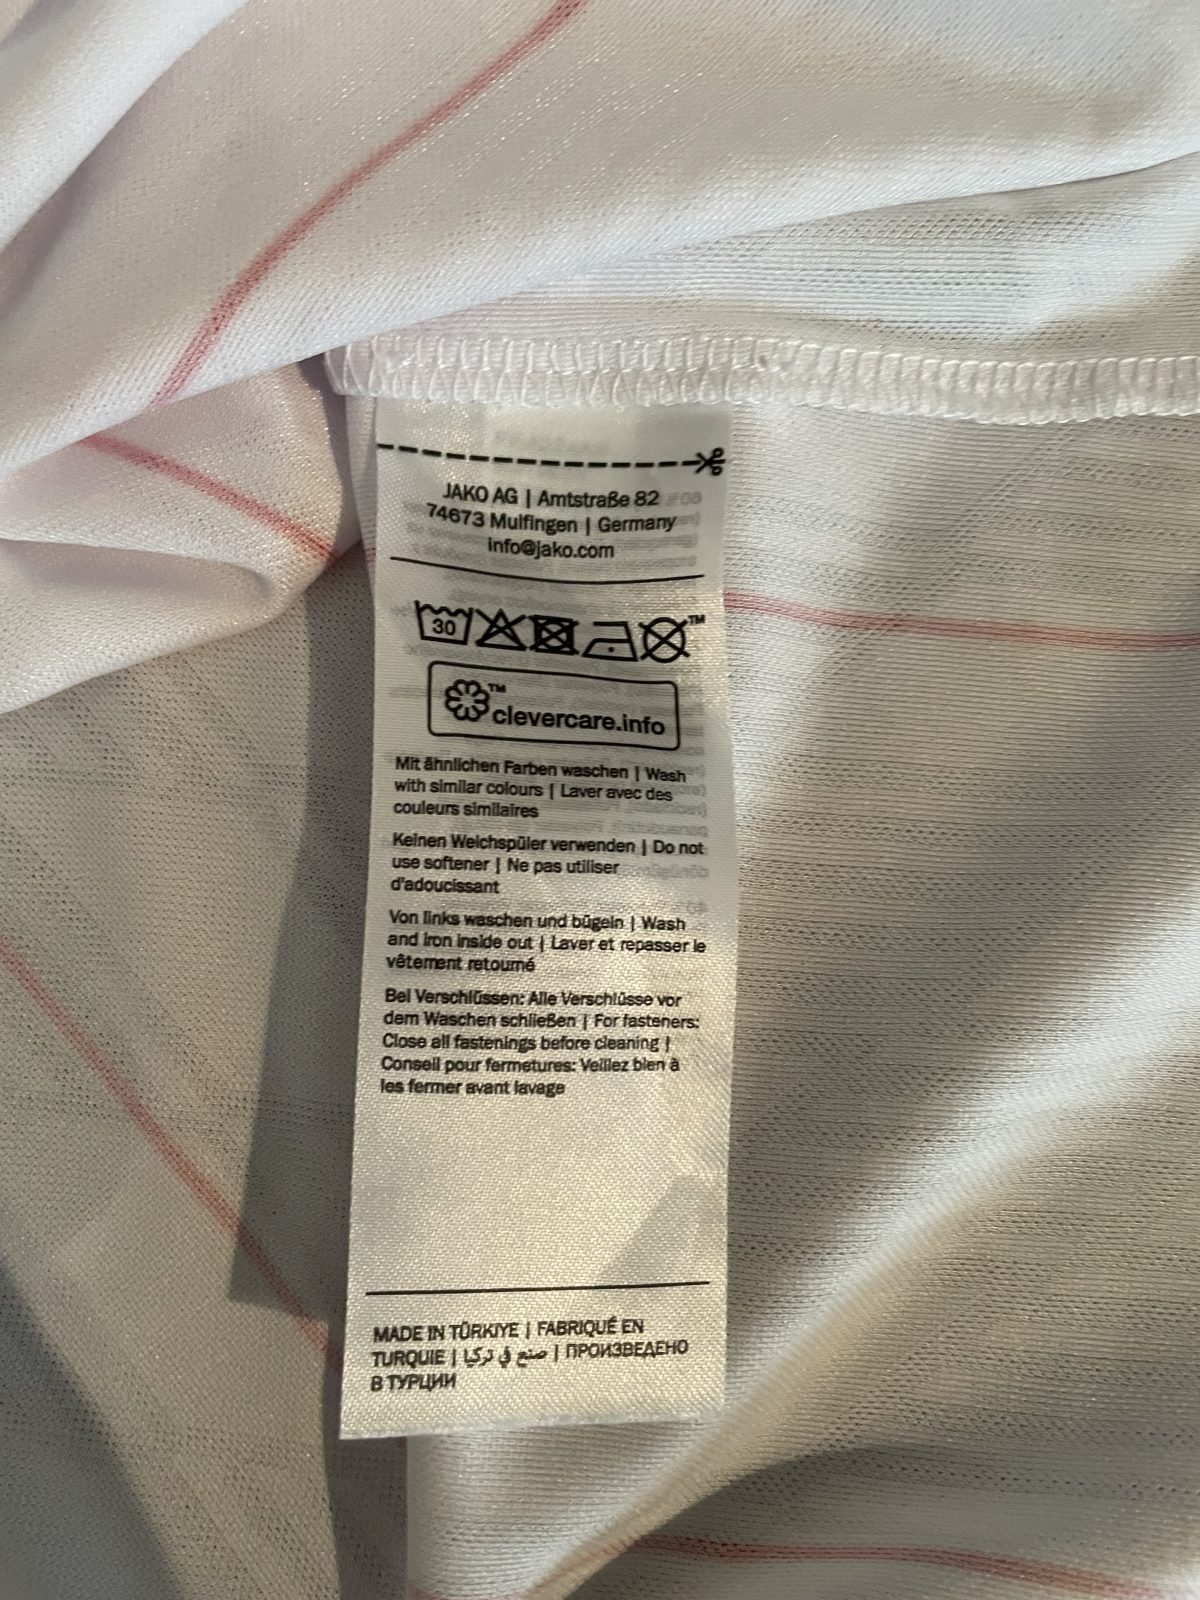 JAKO AG | Amtstraße 82
74673 Mulfingen | Germany
info@jako.com
30
TM
TM
clevercare.info
Mit ähnlichen Farben waschen | Wash
with similar colours | Laver avec des
couleurs similaires
Keinen Weichspüler verwenden | Do not
use softener | Ne pas utiliser
d'adoucissant
Von links waschen und bügeln | Wash
and iron inside out | Laver et repasser le
vêtement retourné
Bei Verschlüssen: Alle Verschlüsse vor
dem Waschen schließen | For fasteners:
Close all fastenings before cleaning |
Conseil pour fermetures: Veillez bien à
les fermer avant lavage
MADE IN TÜRKIYE | FABRIQUÉ EN
TURQUIE | صنع في تركيا | ПРОИЗВЕДЕНО
В ТУРЦИИ